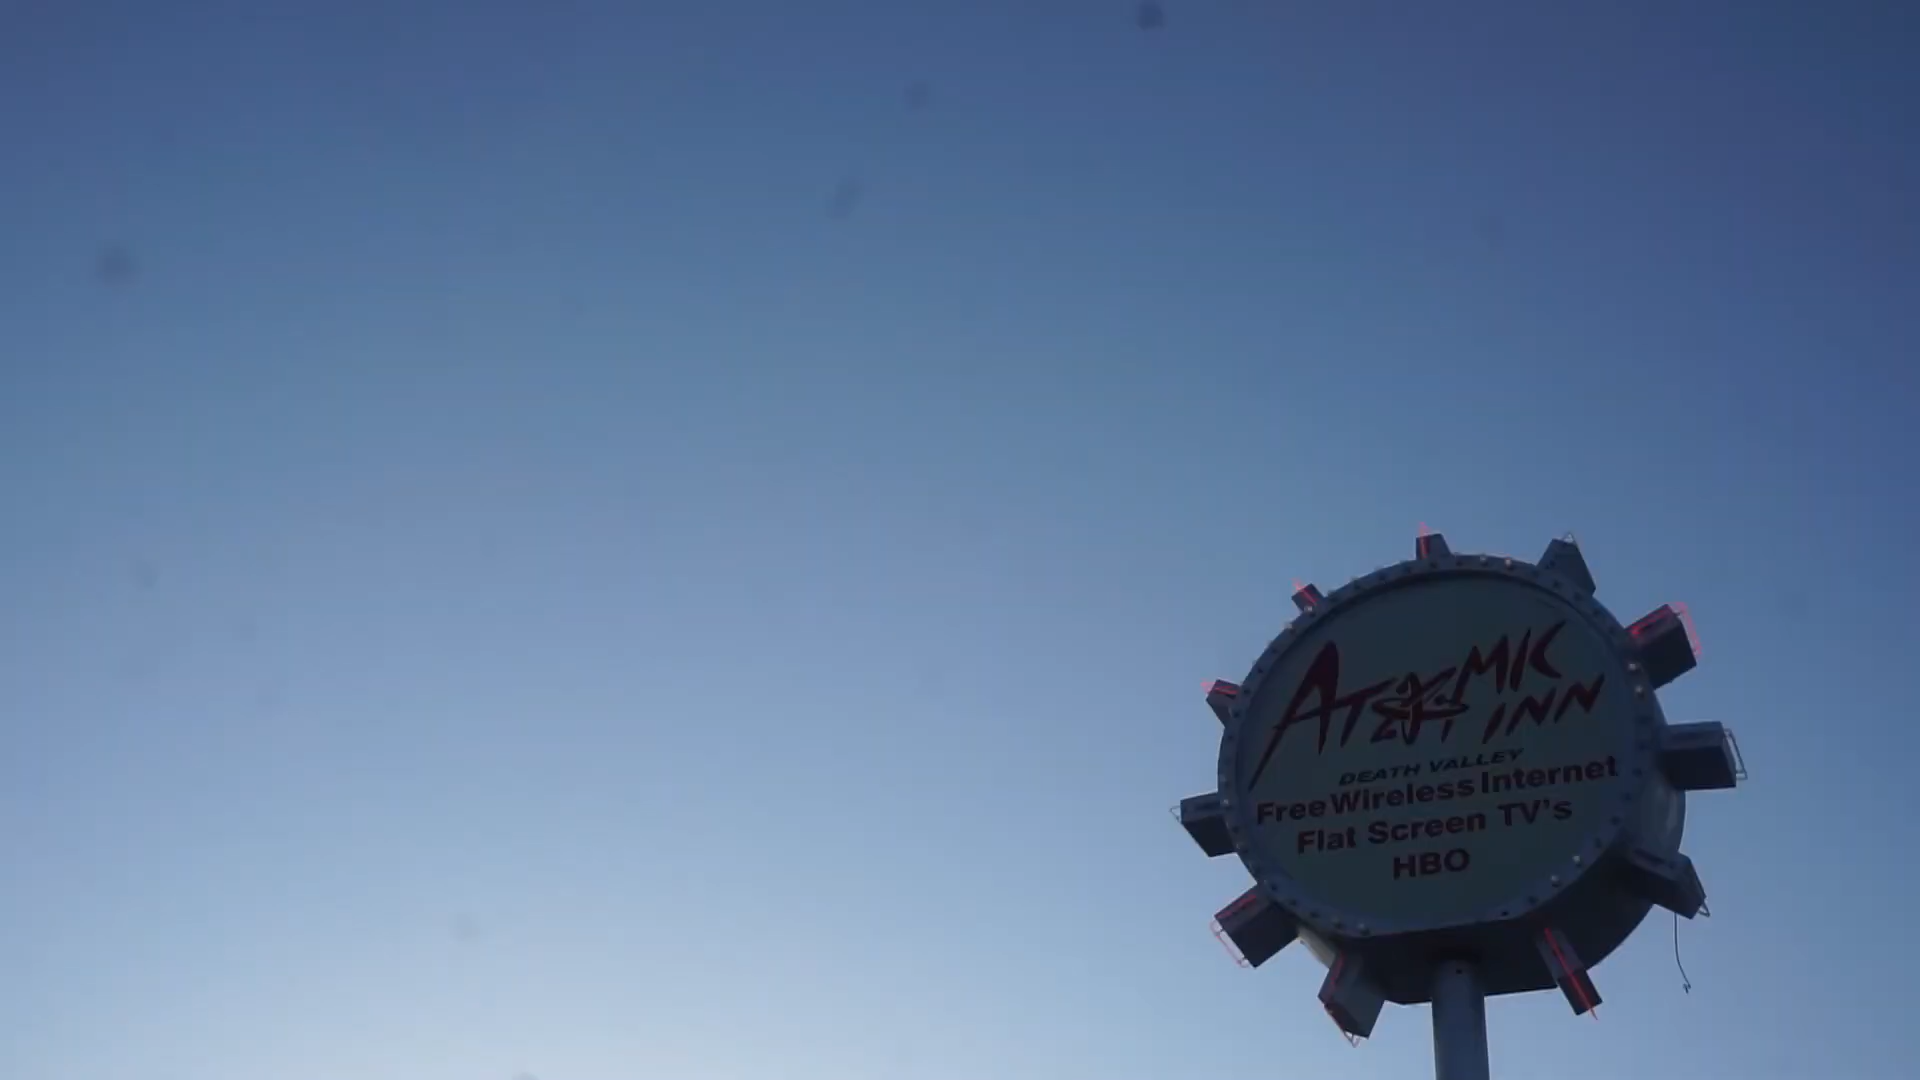 ATOMIC
INN
DEATH VALLEY
Free Wireless Internet
Flat Screen TV's
HBO